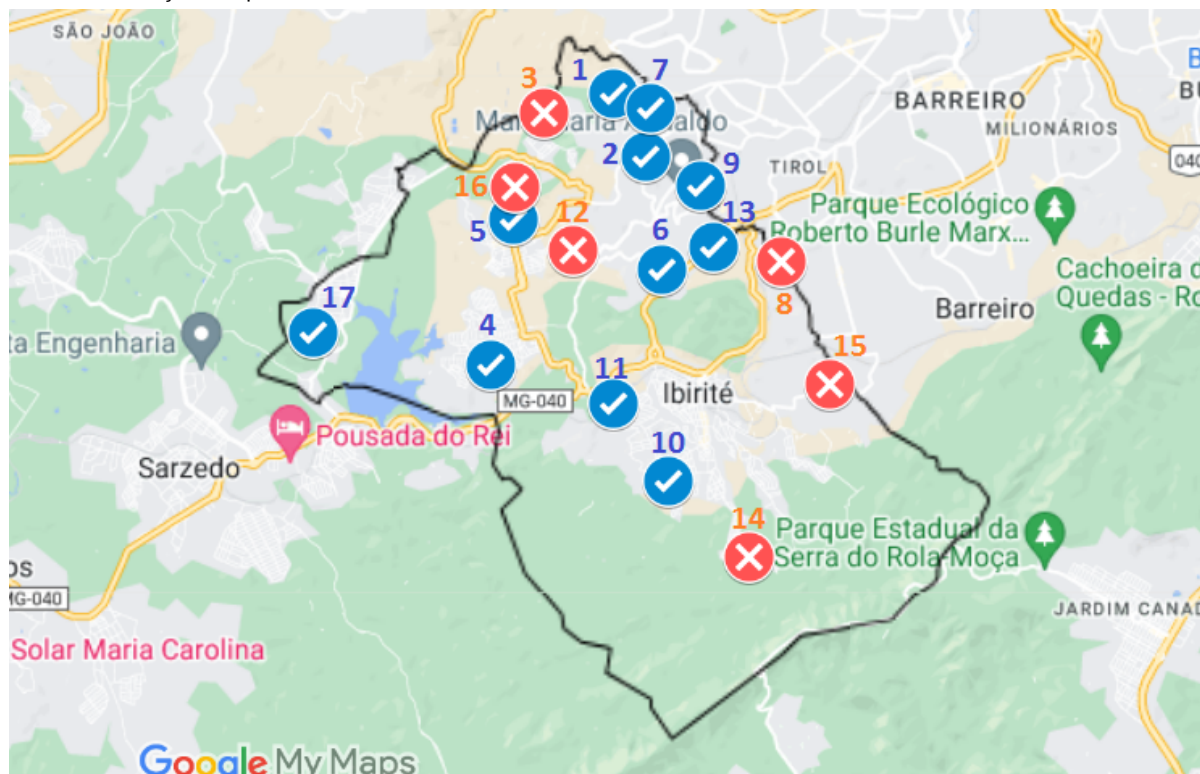 SÃO JOÃO
3
1
7
BARREIRO
MILIONÁRIOS
2
TIROL
040
16
5
12
9
6
13
Parque Ecológico
Roberto Burle Marx...
8
Cachoeira d
Quedas - Ro
17
ta Engenharia
4
Barreiro
15
MG-040
11
Ibirité
Pousada do Rei
Sarzedo
10
14
Parque Estadual da
Serra do Rola-Moça
os
MG-040
JARDIM CANAD
Solar Maria Carolina
Google My Maps